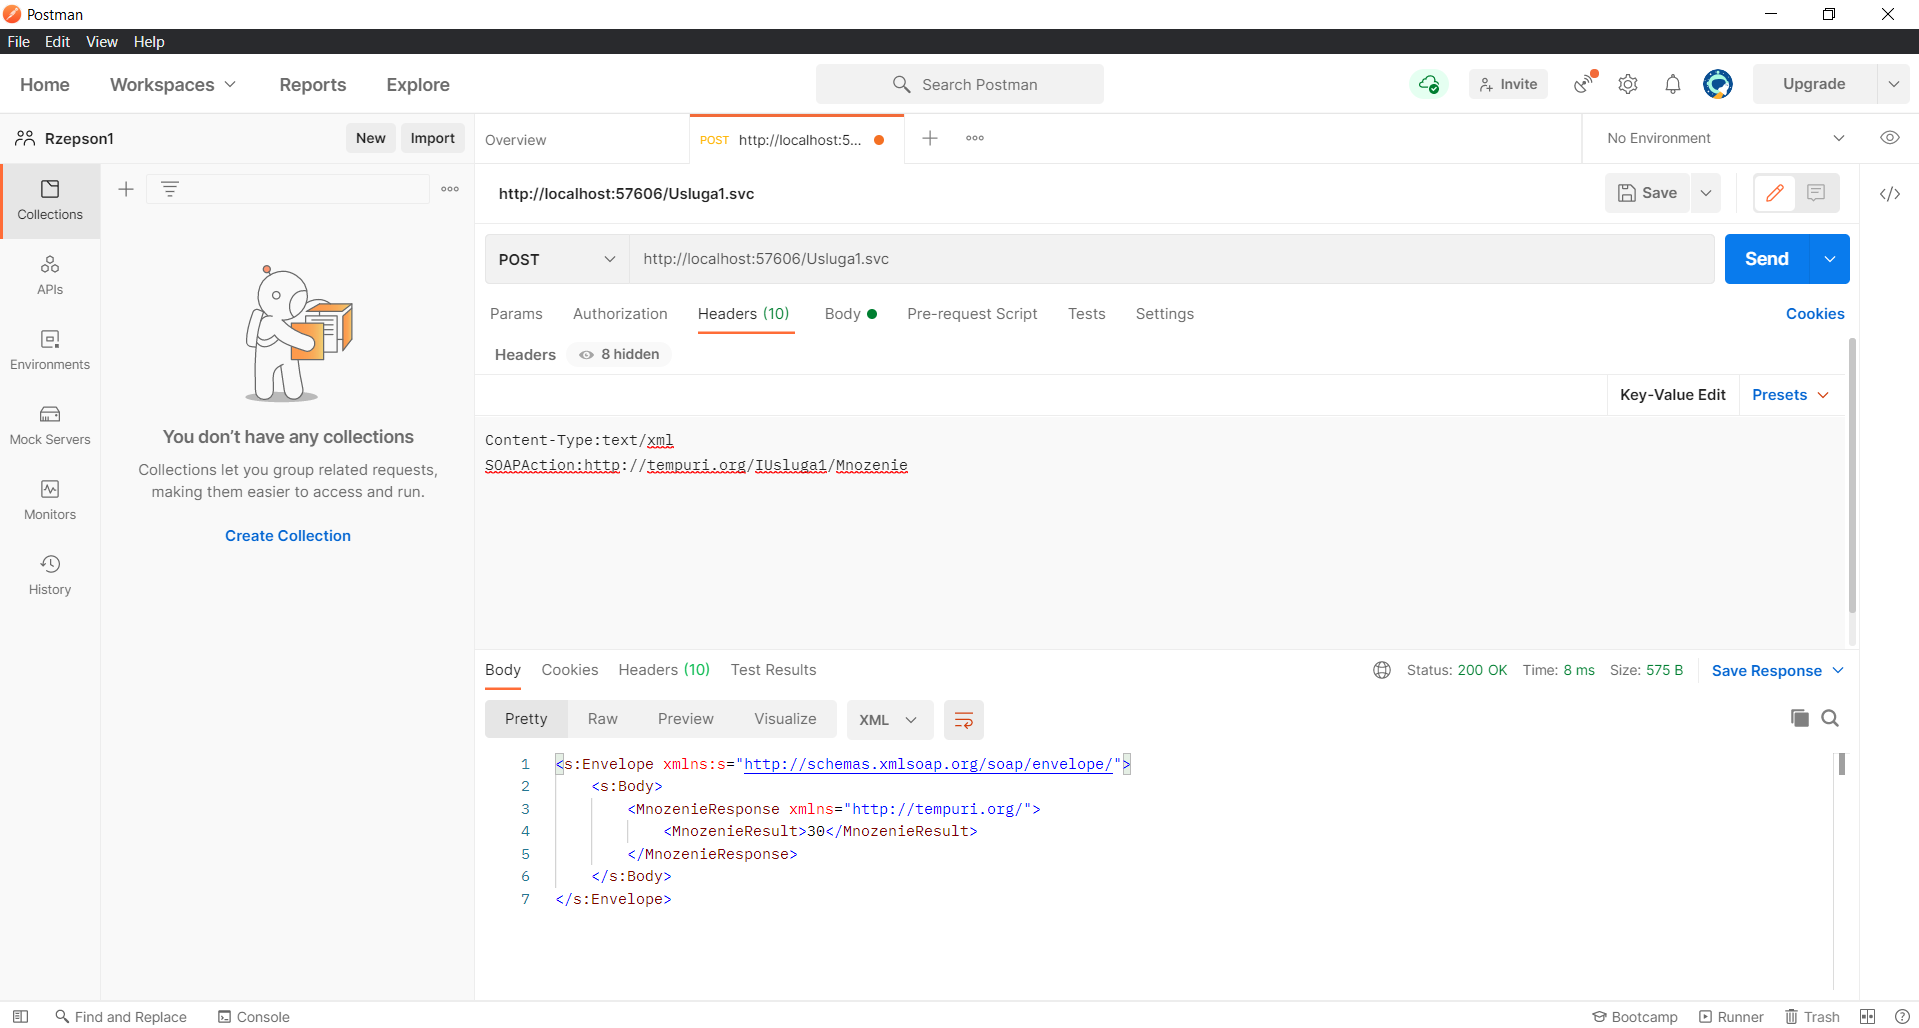 Postman
File Edit View Help
Home Workspaces Reports Explore Search Postman Invite Upgrade
Rzepson1 New Import Overview POST http://localhost:5... No Environment
Collections
APIs
Environments
Mock Servers
Monitors
History
You don’t have any collections
Collections let you group related requests,
making them easier to access and run.
Create Collection
http://localhost:57606/Usluga1.svc Save
POST http://localhost:57606/Usluga1.svc Send
Params Authorization Headers (10) Body Pre-request Script Tests Settings Cookies
Headers 8 hidden
Key-Value Edit Presets
Content-Type:text/xml
SOAPAction:http://tempuri.org/IUsluga1/Mnozenie
Body Cookies Headers (10) Test Results Status: 200 OK Time: 8 ms Size: 575 B Save Response
Pretty Raw Preview Visualize XML
1 <s:Envelope xmlns:s="http://schemas.xmlsoap.org/soap/envelope/">
2 <s:Body>
3 <MnozenieResponse xmlns="http://tempuri.org/">
4 <MnozenieResult>30</MnozenieResult>
5 </MnozenieResponse>
6 </s:Body>
7 </s:Envelope>
Find and Replace Console Bootcamp Runner Trash